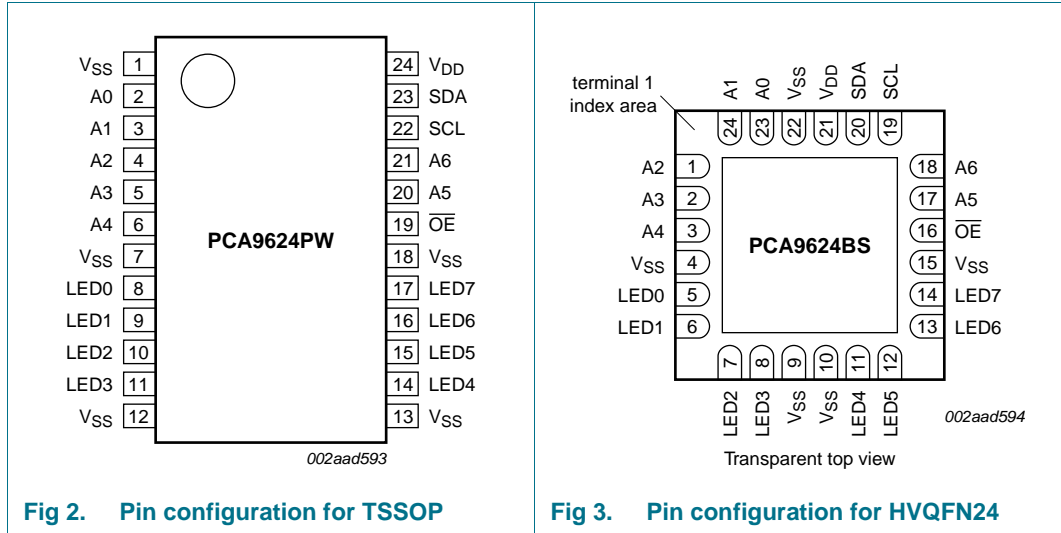 VSS 1
A0 2
A1 3
A2 4
A3 5
A4 6
VSS 7
LED0 8
LED1 9
LED2 10
LED3 11
VSS 12
PCA9624PW
24 VDD
23 SDA
22 SCL
21 A6
20 A5
19 OE
18 VSS
17 LED7
16 LED6
15 LED5
14 LED4
13 VSS
002aad593
Fig 2. Pin configuration for TSSOP
terminal 1
index area
A1 A0 VSS VDD SDA SCL
24 23 22 21 20 19
A2 1
A3 2
A4 3
VSS 4
LED0 5
LED1 6
PCA9624BS
18 A6
17 A5
16 OE
15 VSS
14 LED7
13 LED6
7 8 9 10 11 12
LED2 LED3 VSS VSS LED4 LED5
002aad594
Transparent top view
Fig 3. Pin configuration for HVQFN24